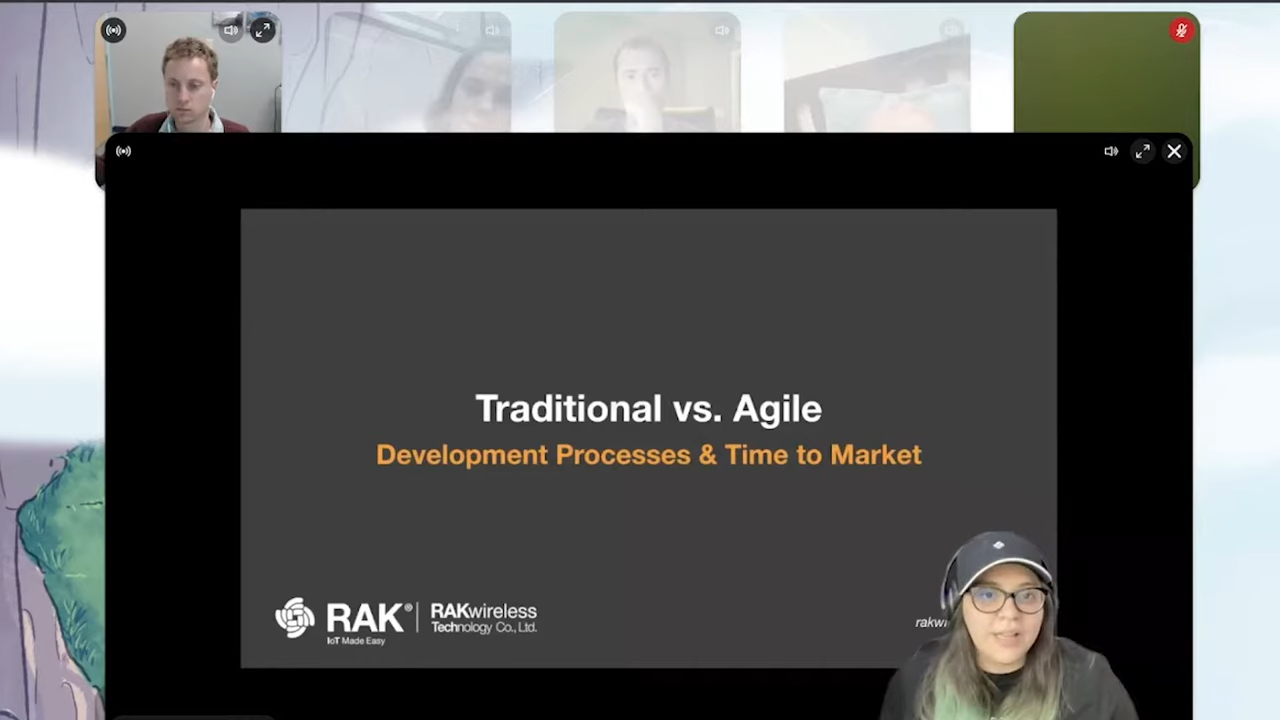 Traditional vs. Agile
Development Processes & Time to Market
RAK®
IoT Made Easy
RAKwireless
Technology Co., Ltd.